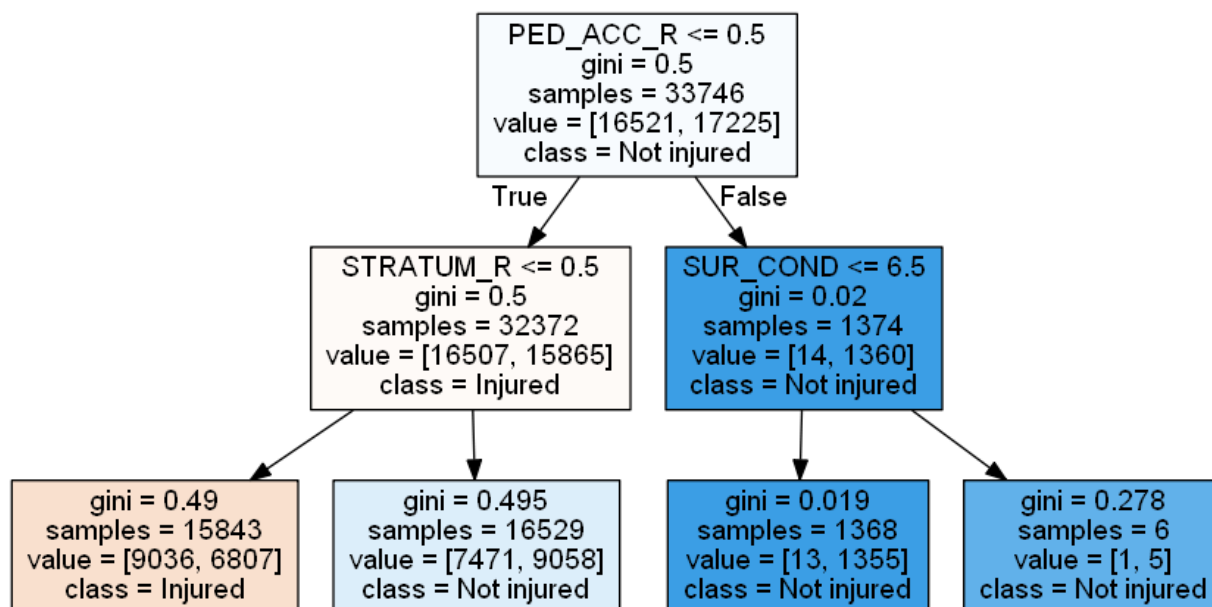 PED_ACC_R <= 0.5
gini = 0.5
samples = 33746
value = [16521, 17225]
class = Not injured
True
False
STRATUM_R <= 0.5
gini = 0.5
samples = 32372
value = [16507, 15865]
class = Injured
SUR_COND <= 6.5
gini = 0.02
samples = 1374
value = [14, 1360]
class = Not injured
gini = 0.49
samples = 15843
value = [9036, 6807]
class = Injured
gini = 0.495
samples = 16529
value = [7471, 9058]
class = Not injured
gini = 0.019
samples = 1368
value = [13, 1355]
class = Not injured
gini = 0.278
samples = 6
value = [1, 5]
class = Not injured